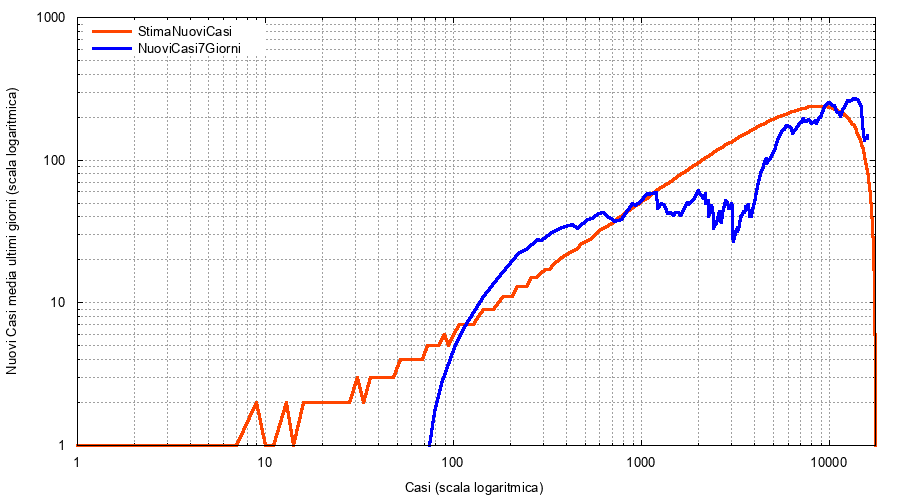 1000
StimaNuoviCasi
NuoviCasi7Giorni
100
10
1
1 10 100 1000 10000
Nuovi Casi media ultimi giorni (scala logaritmica)
Casi (scala logaritmica)